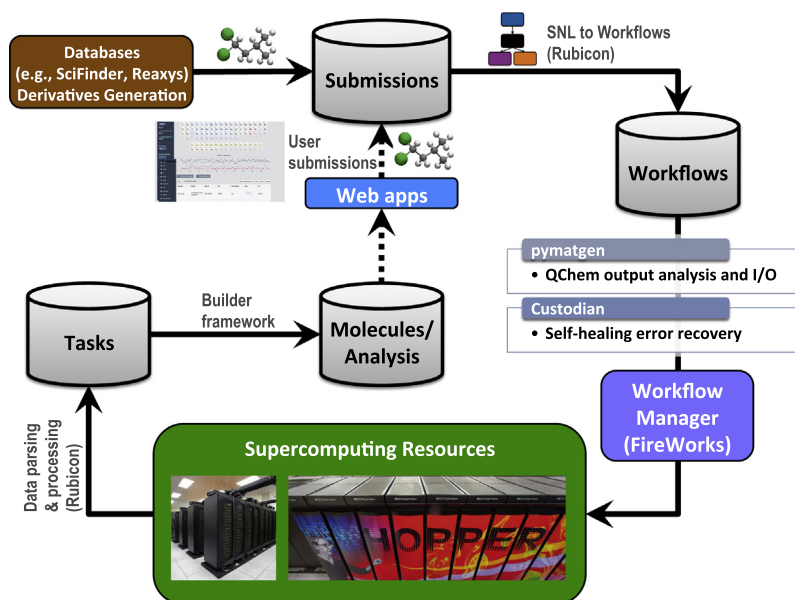 Databases
(e.g., SciFinder, Reaxys)
Derivatives Generation
Submissions
SNL to Workflows
(Rubicon)
User
submissions
Web apps
Workflows
pymatgen
• QChem output analysis and I/O
Custodian
• Self-healing error recovery
Builder
framework
Tasks
Molecules/
Analysis
Workflow
Manager
(FireWorks)
Data parsing
& processing
(Rubicon)
Supercomputing Resources
HOPPER